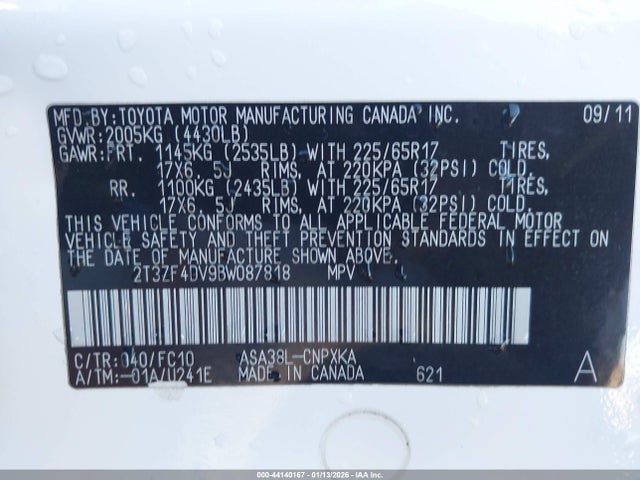 MFD. BY: TOYOTA MOTOR MANUFACTURING CANADA INC. 09/11
GVWR: 2005KG (4430LB)
GAWR: FRT. 1145KG (2535LB) WITH 225/65R17 TIRES,
17X6. 5J RIMS, AT 220KPA (32PSI) COLD.
RR. 1100KG (2435LB) WITH 225/65R17 TIRES,
17X6. 5J RIMS, AT 220KPA (32PSI) COLD.
THIS VEHICLE CONFORMS TO ALL APPLICABLE FEDERAL MOTOR
VEHICLE SAFETY AND THEFT PREVENTION STANDARDS IN EFFECT ON
THE DATE OF MANUFACTURE SHOWN ABOVE.
2T3ZF4DV9BW087818 MPV
C/TR: 040/FC10 ASA38L-CNPXKA
A/TM: -01A/U241E MADE IN CANADA 621 A
000-44140167 - 01/13/2026 - Copart, Inc.